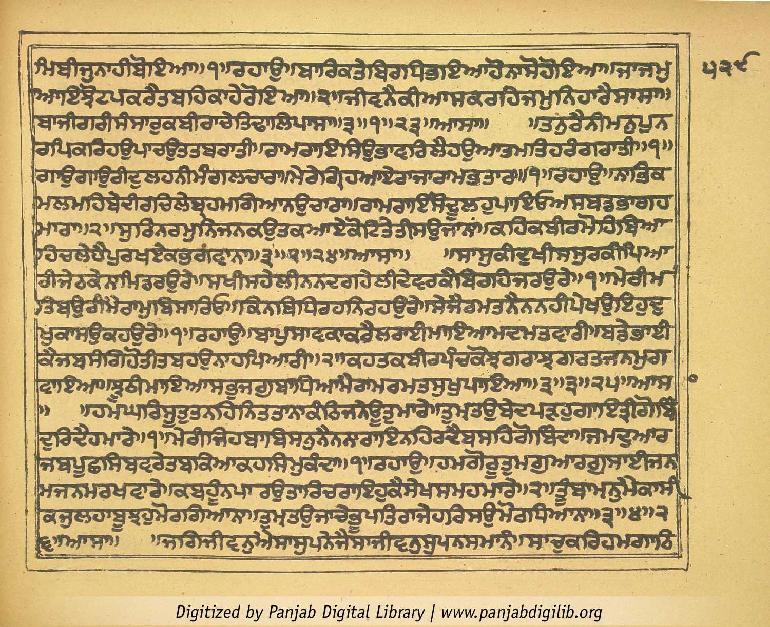 ਮਿਬੀਜੁਨਾਹੀਬੋਇਆ॥੧॥ਰਹਾਉ॥ਬਾਰਿਕਤੇਬਿਰਧਿਭਾਇਆਹੋਨਾਸੋਹੋਇਆ॥ਜਾਜਮੁ
ਆਇਝੋਟਪਕਰੈਤਬਹਿਕਾਹੇਰੋਇਆ॥੨॥ਜੀਵਨੈਕੀਆਸਕਰਹਿਜਮੁਨਿਹਾਰੈਸਾਸਾ॥
ਬਾਜੀਗਰੀਸੰਸਾਰੁਕਬੀਰਾਚੇਤਿਢਾਲਿਪਾਸਾ॥੩॥੧॥੨੩॥ਆਸਾ॥ ਤਨੁਰੈਨੀਮਨੁਪੁਨ
ਰਪਿਕਰਿਹਉਪਾਚਉਤਤਬਰਾਤੀ॥ਰਾਮਰਾਇਸਿਉਭਾਵਰਿਲੈਹਉਆਤਮਤਿਹਰੰਗਿਰਾਤੀ॥੧॥
ਗਾਉਗਾਉਰੀਦੁਲਹਨੀਮੰਗਲਚਾਰਾ॥ਮੇਰੇਗ੍ਰਿਹਆਏਰਾਜਾਰਾਮਭਤਾਰਾ॥੧॥ਰਹਾਉ॥ਨਾਭਿਕ
ਮਲਮਹਿਬੇਦੀਰਚਿਲੇਬ੍ਰਹਮਗਿਆਨਉਚਾਰਾ॥ਰਾਮਰਾਇਸੋਦੂਲਹੁਪਾਇਓਅਸਬਡਭਾਗਹ
ਮਾਰਾ॥੨॥ਸੁਰਿਨਰਮੁਨਿਜਨਕਉਤਕਆਏਕੋਟਿਤੇਤੀਸਉਜਾਨਾਂ॥ਕਹਿਕਬੀਰਮੋਹਿਬਿਆ
ਹਿਚਲੇਹੈਪੁਰਖਏਕਭਗਵਾਨਾ॥੩॥੨॥੨੪॥ਆਸਾ॥ ਸਾਸੁਕੀਦੁਖੀਸਸੁਰਕੀਪਿਆ
ਰੀਜੇਠਕੇਨਾਮਿਡਰਉਰੇ॥ਸਖੀਸਹੇਲੀਨਨਦਗਹੇਲੀਦੇਵਰਕੈਬਿਰਹਿਜਰਉਰੇ॥੧॥ਮੇਰੀਮ
ਤਿਬਉਰੀਮੈਰਾਮੁਬਿਸਾਰਿਓ॥ਕਿਨਬਿਧਿਰਹਨਿਰਹਉਰੇ॥ਸੇਜੈਰਮਤਨੈਨਨਹੀਪੇਖਉਇਹੁਦੁ
ਖੁਕਾਸਉਕਹਉਰੇ॥੧॥ਰਹਾਉ॥ਬਾਪੁਸਾਵਕਾਕਰੈਲਰਾਈਮਾਇਆਮਦਮਤਵਾਰੀ॥ਬਡੇਭਾਈ
ਕੈਜਬਸੰਗਿਹੋਤੀਤਬਹਉਨਾਹਪਿਆਰੀ॥੨॥ਕਹਤਕਬੀਰਪੰਚਕੋਝਗਰਾਝਗਰਤਜਨਮੁਗ
ਵਾਇਆ॥ਝੂਠੀਮਾਇਆਸਭੁਜਗੁਬਾਧਿਆਮੈਰਾਮਰਮਤਸੁਖੁਪਾਇਆ॥੩॥੩॥੨੫॥ਆਸਾ
॥ ਹਮਘਰਿਸੂਤੁਤਨਹਿਨਿਤਤਾਨਾਕੰਠਿਜਨੇਊਤੁਮਾਰੇ॥ਤੁਮ੍ਹਤਉਬੇਦਪੜਹੁਗਾਇਤ੍ਰੀਗੋਬਿੰ
ਦੁਰਿਦੈਹਮਾਰੇ॥੧॥ਮੇਰੀਜਿਹਬਾਬਿਸਨੁਨੈਨਨਾਰਾਇਨਹਿਰਦੈਬਸਹਿਗੋਬਿੰਦਾ॥ਜਮਦੁਆਰ
ਜਬਪੂਛਸਿਬਵਰੇਤਬਕਿਆਕਹਸਿਮੁਕੰਦਾ॥੧॥ਰਹਾਉ॥ਹਮਗੋਰੂਤੁਮਗੁਆਰਗੁਸਾਈਜਨ
ਮਜਨਮਰਖਵਾਰੇ॥ਕਬਹੂੰਨਪਾਰਉਤਾਰਿਚਰਾਇਹੁਕੈਸੇਖਸਮਹਮਾਰੇ॥੨॥ਤੂੰਬਾਮਨੁਮੈਕਾਸੀ
ਕਜੁਲਹਾਬੂਝਹੁਮੋਰਗਿਆਨਾ॥ਤੁਮਤਉਜਾਚੇਭੂਪਤਿਰਾਜੇਹਰਿਸਉਮੋਰਧਿਆਨਾ॥੩॥੪॥੨
੬॥ਆਸਾ॥ ॥ਜਗਿਜੀਵਨੁਐਸਾਸੁਪਨੇਜੈਸਾਜੀਵਨੁਸੁਪਨਸਮਾਨੰ॥ਸਾਚੁਕਰਿਹਮਗਾਠਿ
੫੨੯
Digitized by Panjab Digital Library | www.panjabdigilib.org